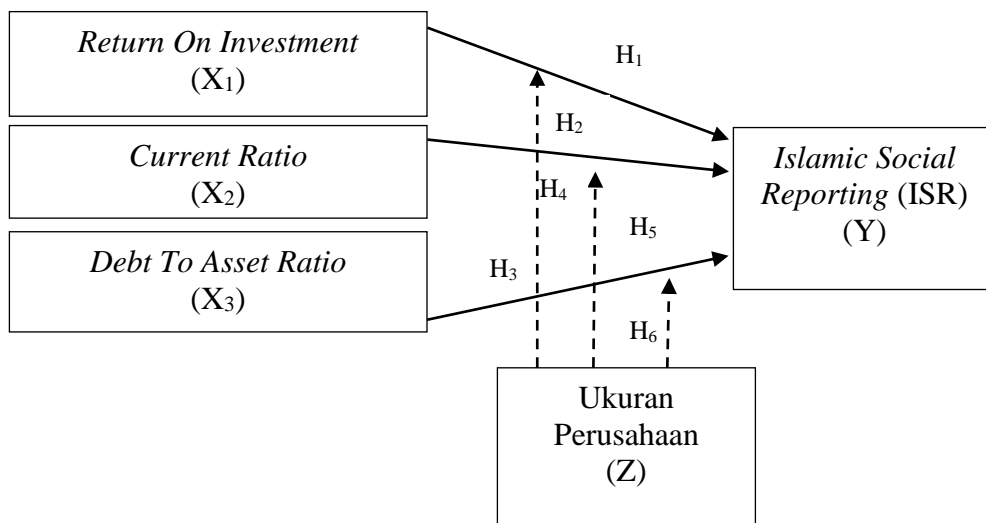 Return On Investment
(X₁)
Current Ratio
(X₂)
Debt To Asset Ratio
(X₃)
H₁
H₂
H₄
H₅
H₃
H₆
Islamic Social
Reporting (ISR)
(Y)
Ukuran
Perusahaan
(Z)